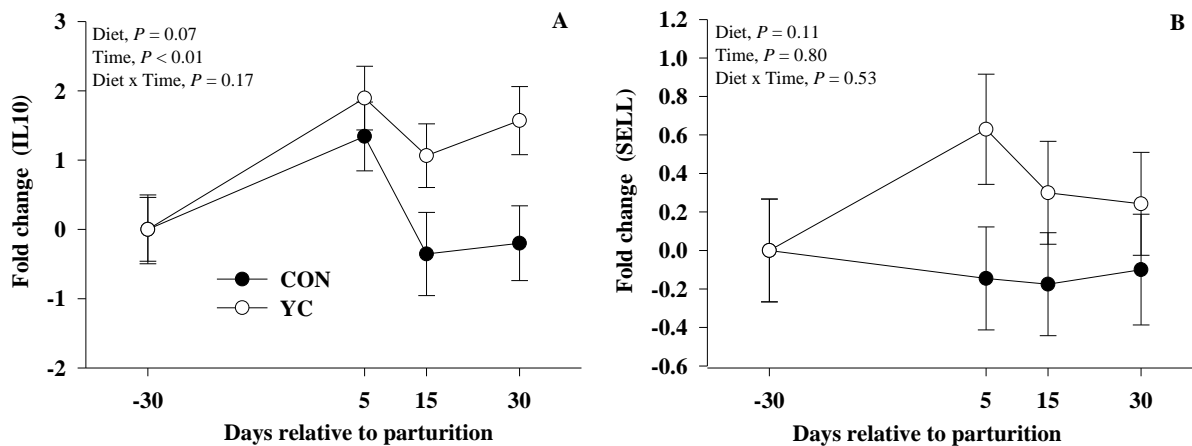 A
Diet, P = 0.07
Time, P < 0.01
Diet x Time, P = 0.17
Fold change (IL10)
3
2
1
0
-1
-2
CON
YC
-30
5
15
30
Days relative to parturition
B
Diet, P = 0.11
Time, P = 0.80
Diet x Time, P = 0.53
Fold change (SELL)
1.2
1.0
0.8
0.6
0.4
0.2
0.0
-0.2
-0.4
-0.6
-30
5
15
30
Days relative to parturition